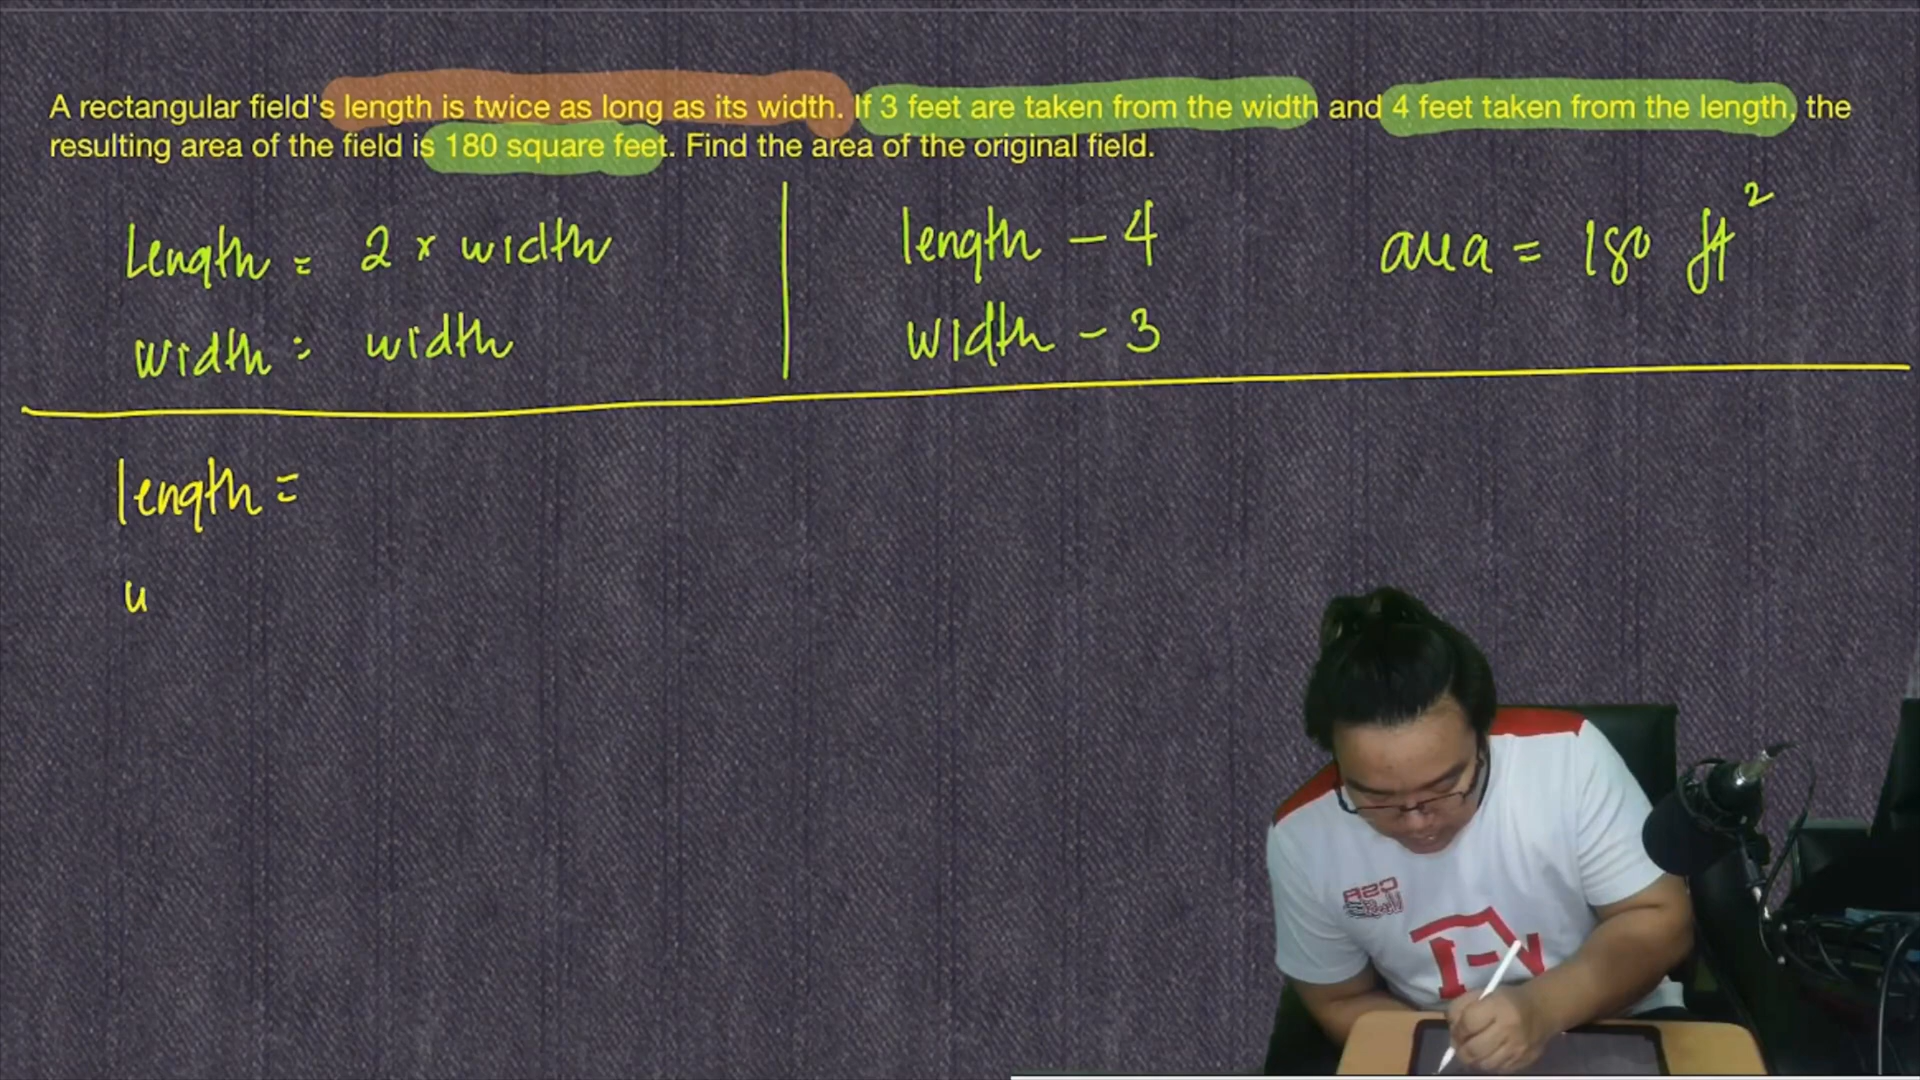 A rectangular field's length is twice as long as its width. If 3 feet are taken from the width and 4 feet taken from the length, the
resulting area of the field is 180 square feet. Find the area of the original field.
Length = 2 x width
width = width
length - 4
width - 3
area = 180 ft²
length =